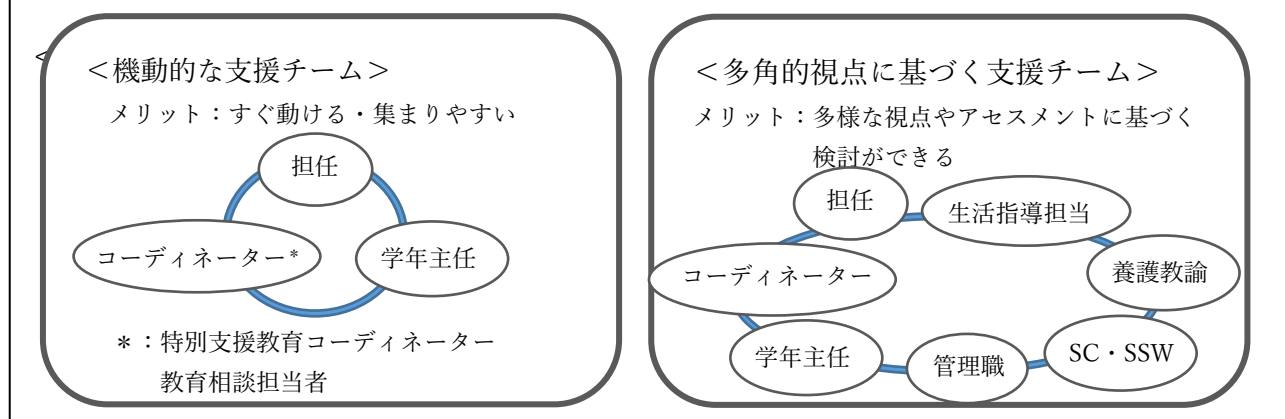 <
<機動的な支援チーム>
メリット：すぐ動ける・集まりやすい
担任
コーディネーター*
学年主任
*：特別支援教育コーディネーター
教育相談担当者
<多角的視点に基づく支援チーム>
メリット：多様な視点やアセスメントに基づく
検討ができる
担任
生活指導担当
コーディネーター
養護教諭
学年主任
管理職
SC・SSW